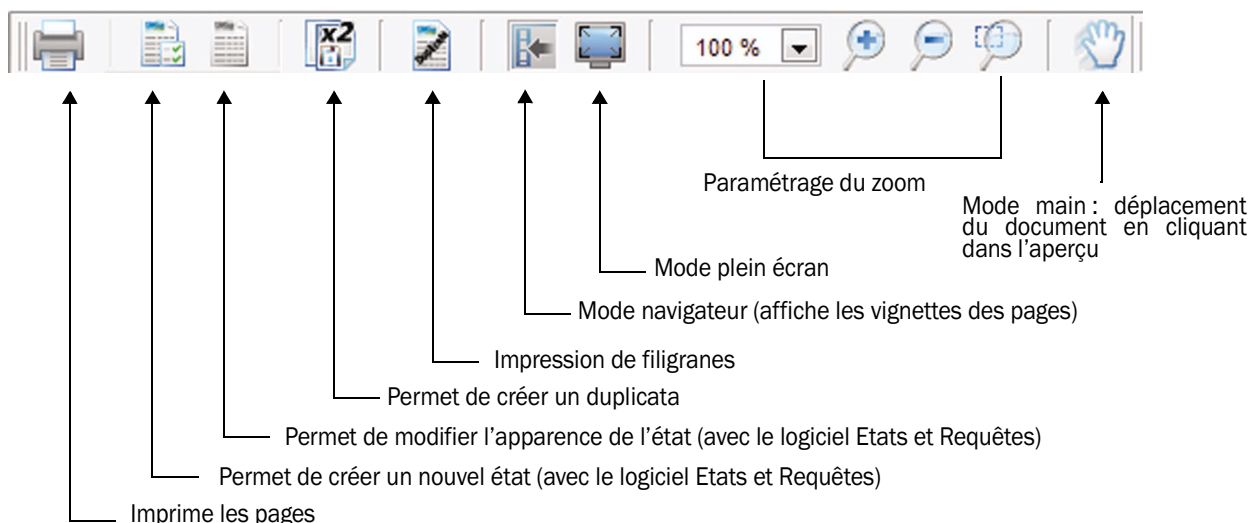 x2
100 %
Paramétrage du zoom
Mode main : déplacement
du document en cliquant
dans l'aperçu
Mode plein écran
Mode navigateur (affiche les vignettes des pages)
Impression de filigranes
Permet de créer un duplicata
Permet de modifier l'apparence de l'état (avec le logiciel Etats et Requêtes)
Permet de créer un nouvel état (avec le logiciel Etats et Requêtes)
Imprime les pages